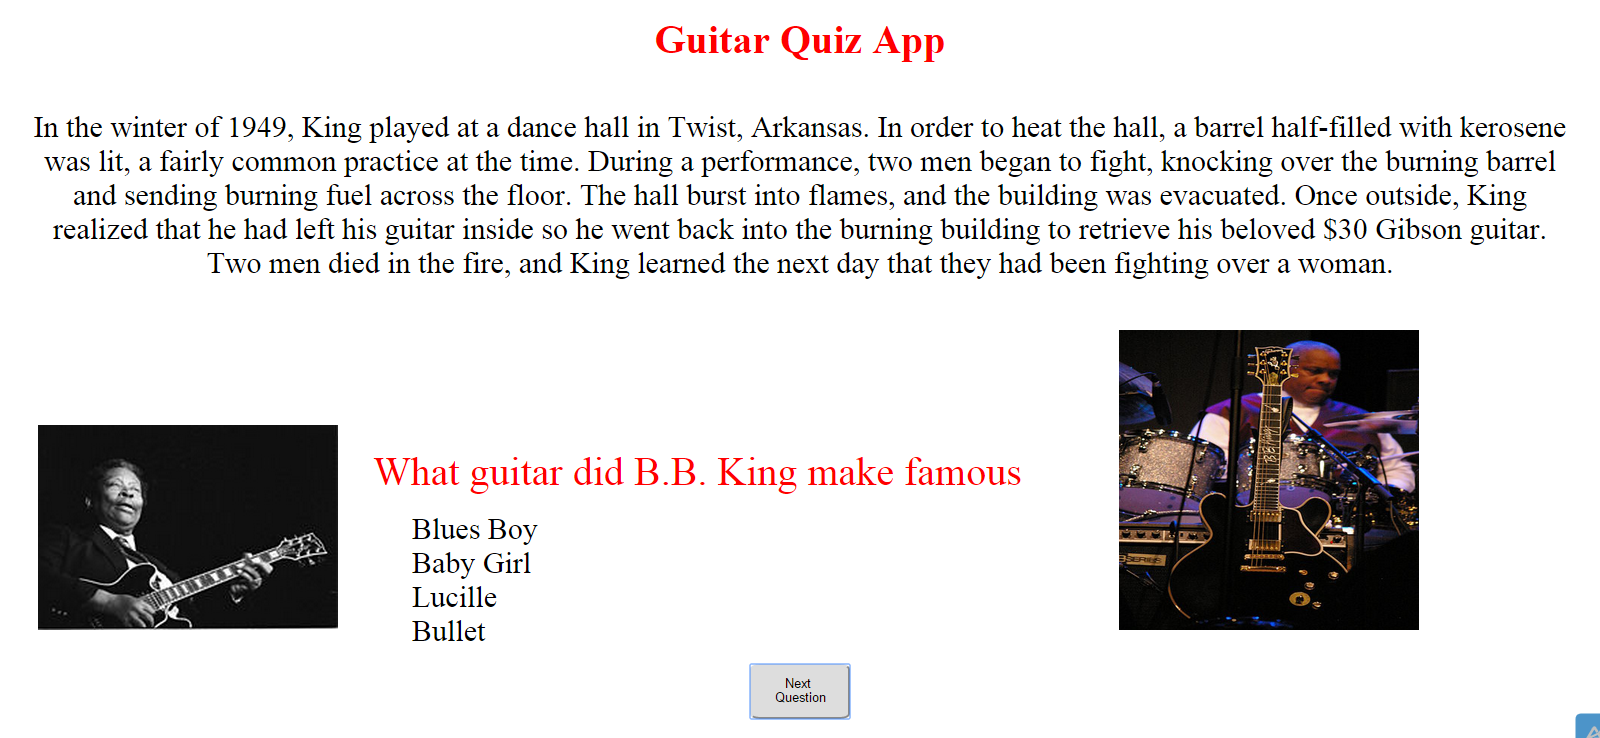 Guitar Quiz App
In the winter of 1949, King played at a dance hall in Twist, Arkansas. In order to heat the hall, a barrel half-filled with kerosene
was lit, a fairly common practice at the time. During a performance, two men began to fight, knocking over the burning barrel
and sending burning fuel across the floor. The hall burst into flames, and the building was evacuated. Once outside, King
realized that he had left his guitar inside so he went back into the burning building to retrieve his beloved $30 Gibson guitar.
Two men died in the fire, and King learned the next day that they had been fighting over a woman.
What guitar did B.B. King make famous
Blues Boy
Baby Girl
Lucille
Bullet
Next
Question